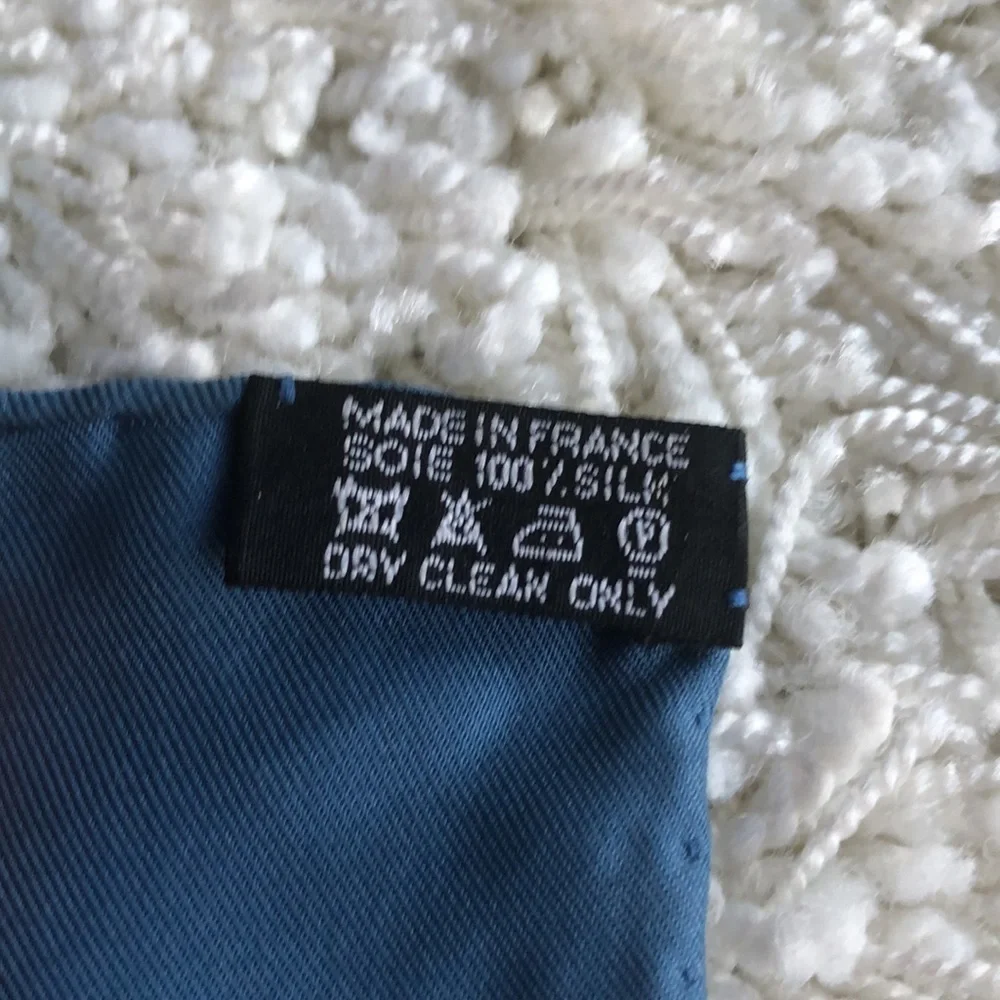 MADE IN FRANCE
SOIE 100% SILK
P
DRY CLEAN ONLY